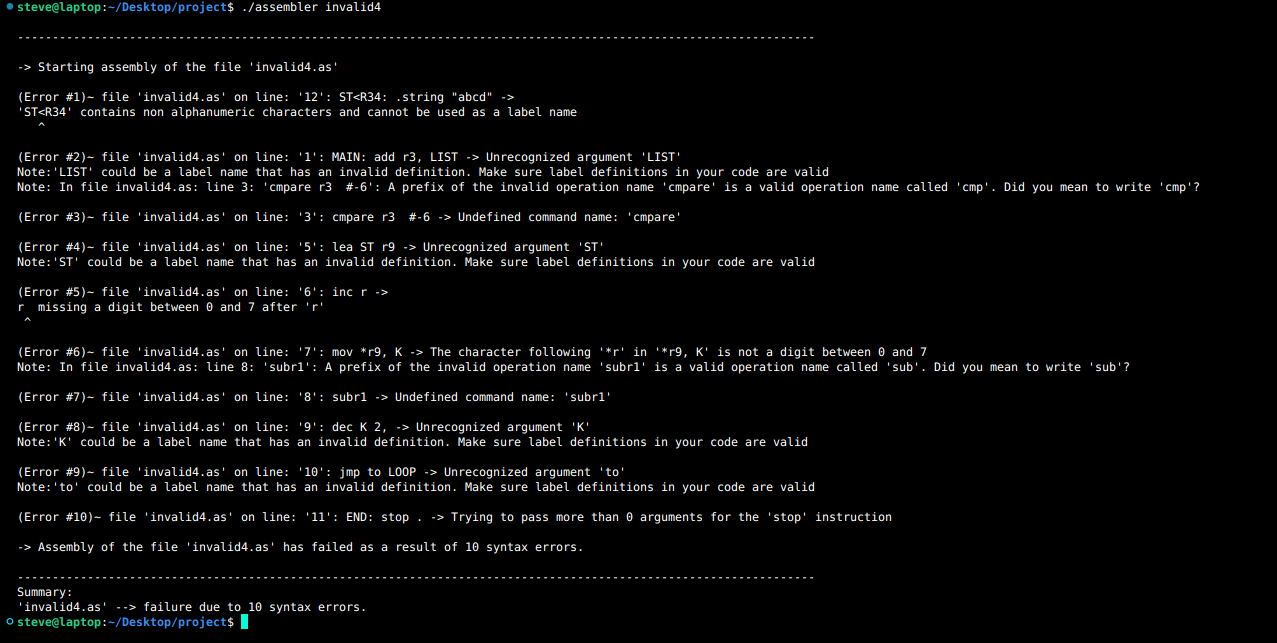 steve@laptop:~/Desktop/project$ ./assembler invalid4
------------------------------------------------------------------------------------------------------------------
-> Starting assembly of the file 'invalid4.as'
(Error #1)~ file 'invalid4.as' on line: '12': ST<R34: .string "abcd" ->
'ST<R34' contains non alphanumeric characters and cannot be used as a label name
^
(Error #2)~ file 'invalid4.as' on line: '1': MAIN: add r3, LIST -> Unrecognized argument 'LIST'
Note:'LIST' could be a label name that has an invalid definition. Make sure label definitions in your code are valid
Note: In file invalid4.as: line 3: 'cmpare r3  #-6': A prefix of the invalid operation name 'cmpare' is a valid operation name called 'cmp'. Did you mean to write 'cmp'?
(Error #3)~ file 'invalid4.as' on line: '3': cmpare r3  #-6 -> Undefined command name: 'cmpare'
(Error #4)~ file 'invalid4.as' on line: '5': lea ST r9 -> Unrecognized argument 'ST'
Note:'ST' could be a label name that has an invalid definition. Make sure label definitions in your code are valid
(Error #5)~ file 'invalid4.as' on line: '6': inc r ->
r  missing a digit between 0 and 7 after 'r'
^
(Error #6)~ file 'invalid4.as' on line: '7': mov *r9, K -> The character following '*r' in '*r9, K' is not a digit between 0 and 7
Note: In file invalid4.as: line 8: 'subr1': A prefix of the invalid operation name 'subr1' is a valid operation name called 'sub'. Did you mean to write 'sub'?
(Error #7)~ file 'invalid4.as' on line: '8': subr1 -> Undefined command name: 'subr1'
(Error #8)~ file 'invalid4.as' on line: '9': dec K 2, -> Unrecognized argument 'K'
Note:'K' could be a label name that has an invalid definition. Make sure label definitions in your code are valid
(Error #9)~ file 'invalid4.as' on line: '10': jmp to LOOP -> Unrecognized argument 'to'
Note:'to' could be a label name that has an invalid definition. Make sure label definitions in your code are valid
(Error #10)~ file 'invalid4.as' on line: '11': END: stop . -> Trying to pass more than 0 arguments for the 'stop' instruction
-> Assembly of the file 'invalid4.as' has failed as a result of 10 syntax errors.
------------------------------------------------------------------------------------------------------------------
Summary:
'invalid4.as' --> failure due to 10 syntax errors.
steve@laptop:~/Desktop/project$